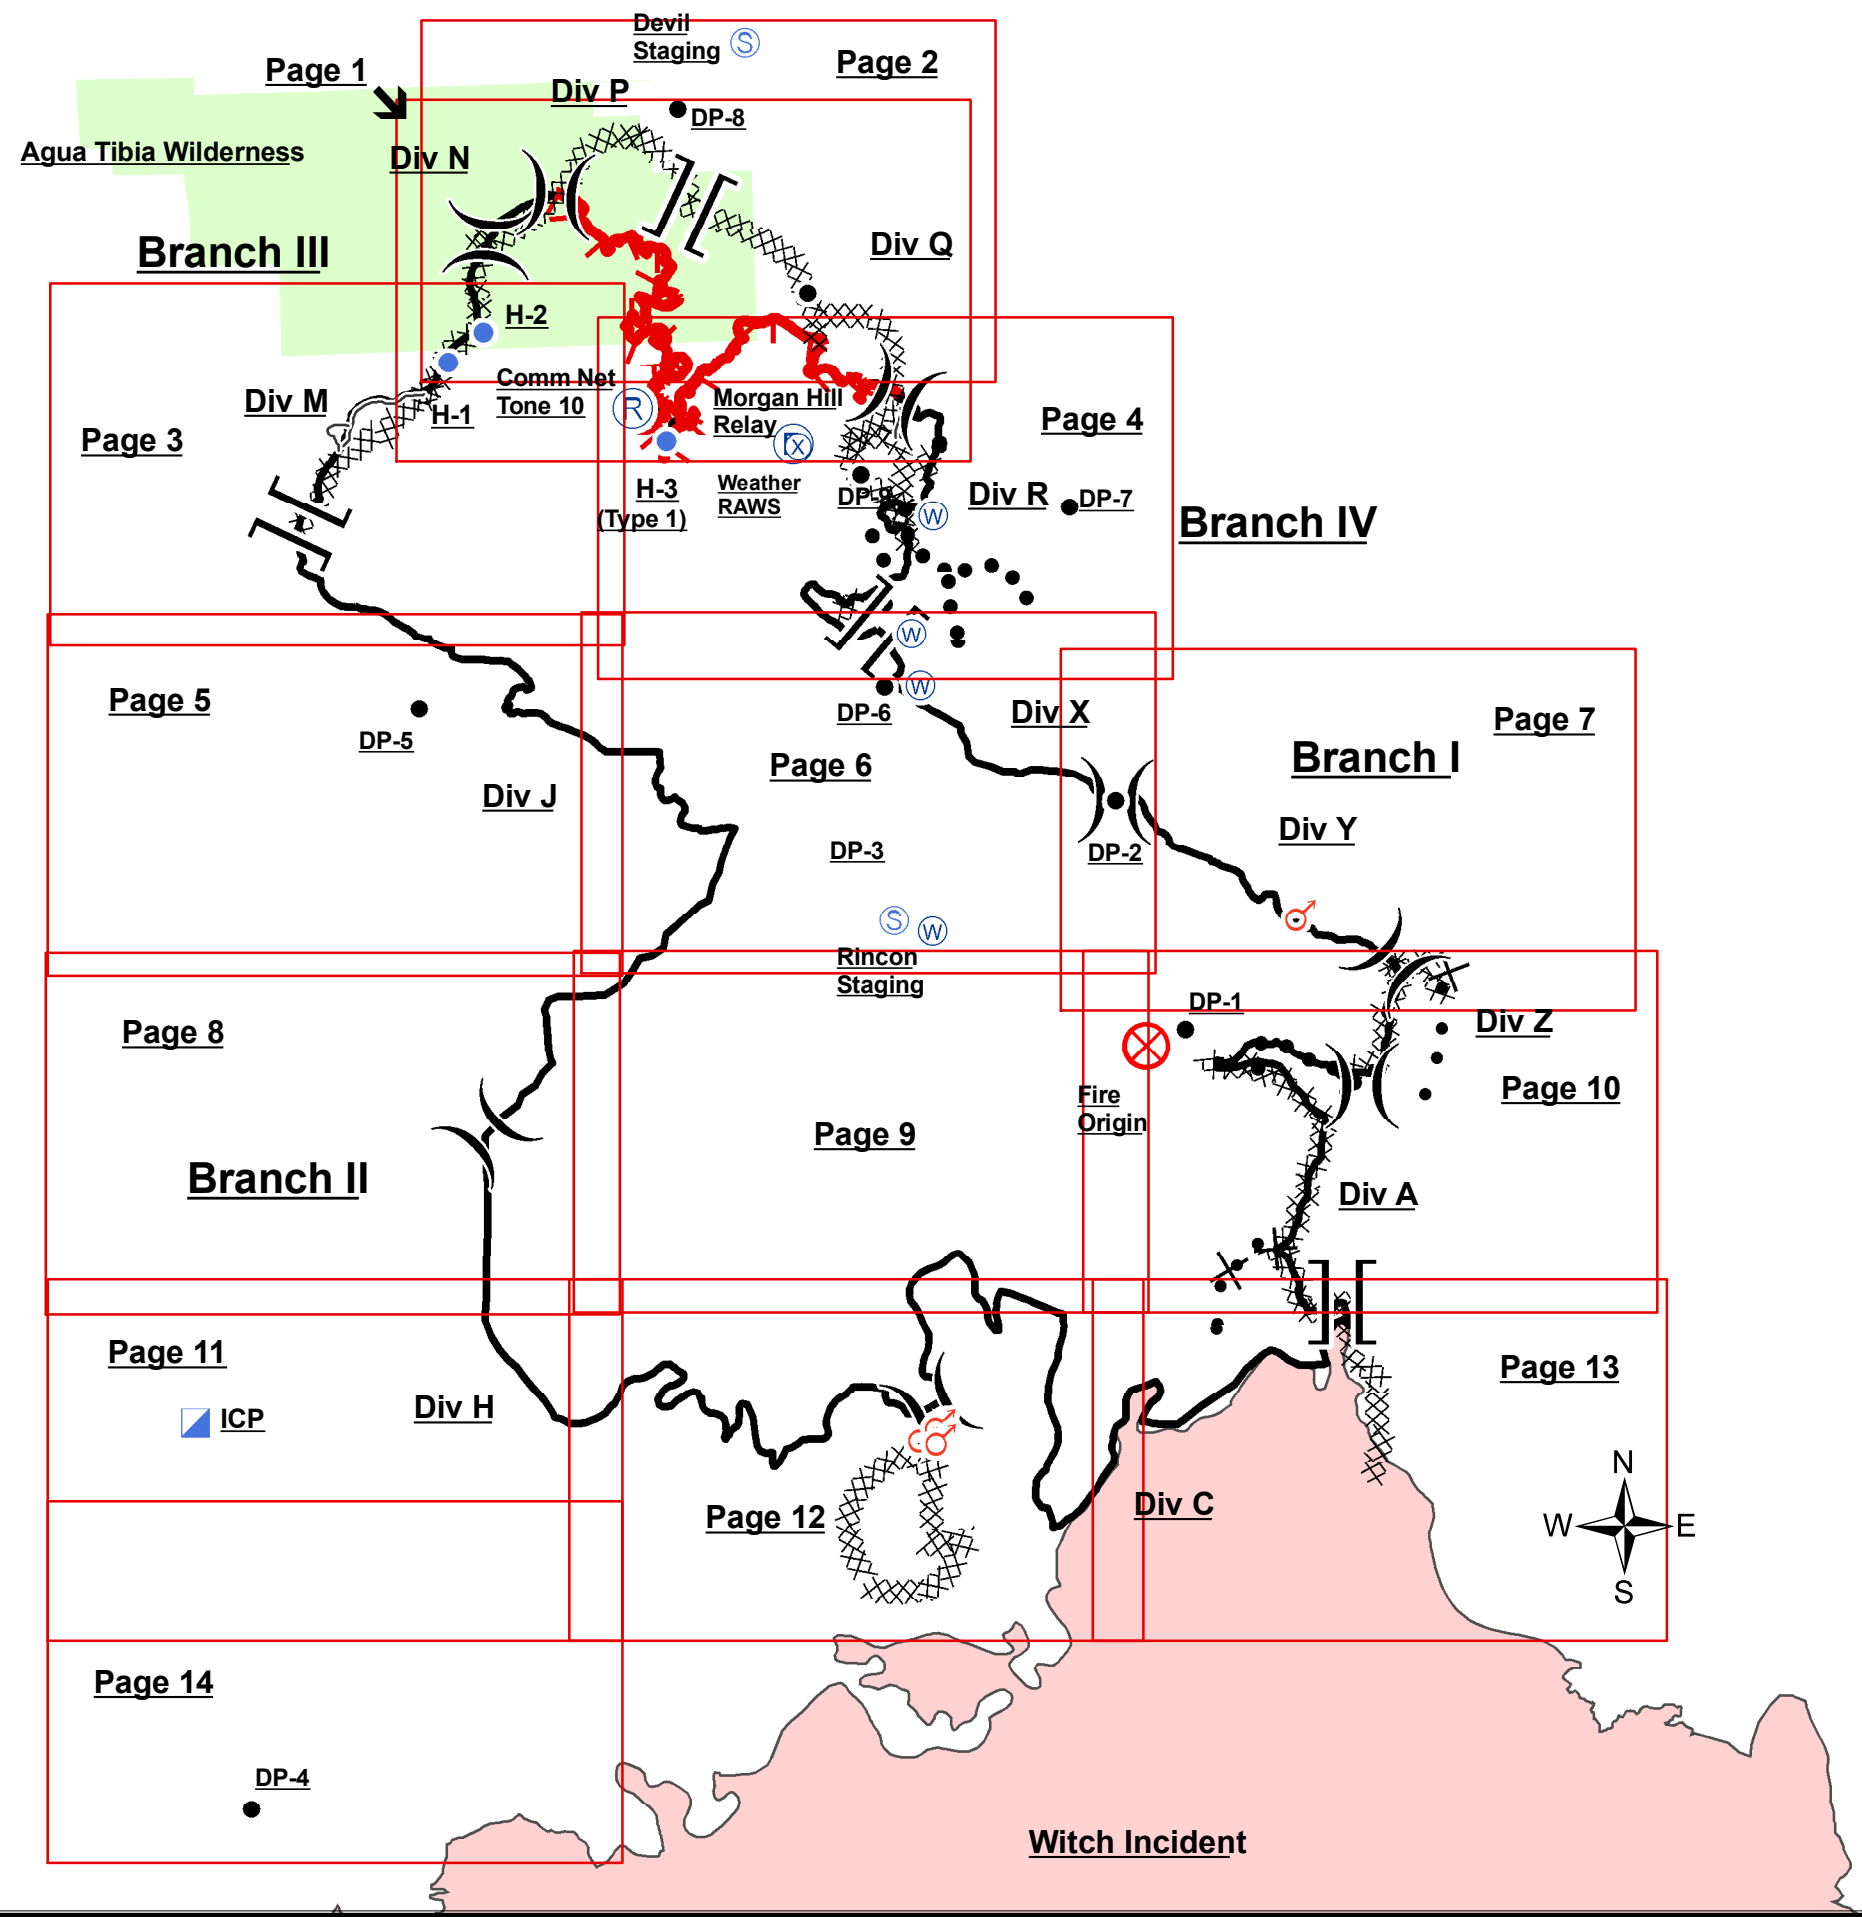 Devil
Staging
S
Page 1
Page 2
Div P
DP-8
Agua Tibia Wilderness
Div N
Branch III
Div Q
H-2
Comm Net
Tone 10
R
Morgan Hill
Relay
X
Div M
H-1
Page 3
Page 4
H-3
(Type 1)
Weather
RAWS
DP-9
Div R
DP-7
W
Branch IV
W
W
Page 5
DP-5
DP-6
Div X
Page 7
Page 6
Branch I
Div J
Div Y
DP-3
DP-2
S
W
RIncon
Staging
DP-1
Div Z
Page 8
Page 10
Fire
Origin
Page 9
Branch II
Div A
Page 11
Page 13
ICP
Div H
Page 12
Div C
N
W
E
S
Page 14
DP-4
Witch Incident